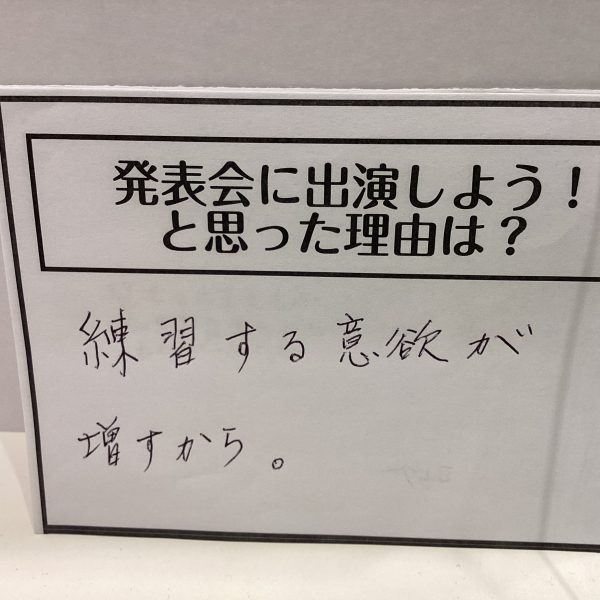 発表会に出演しよう!
と思った理由は?
練習する意欲が
増すから。